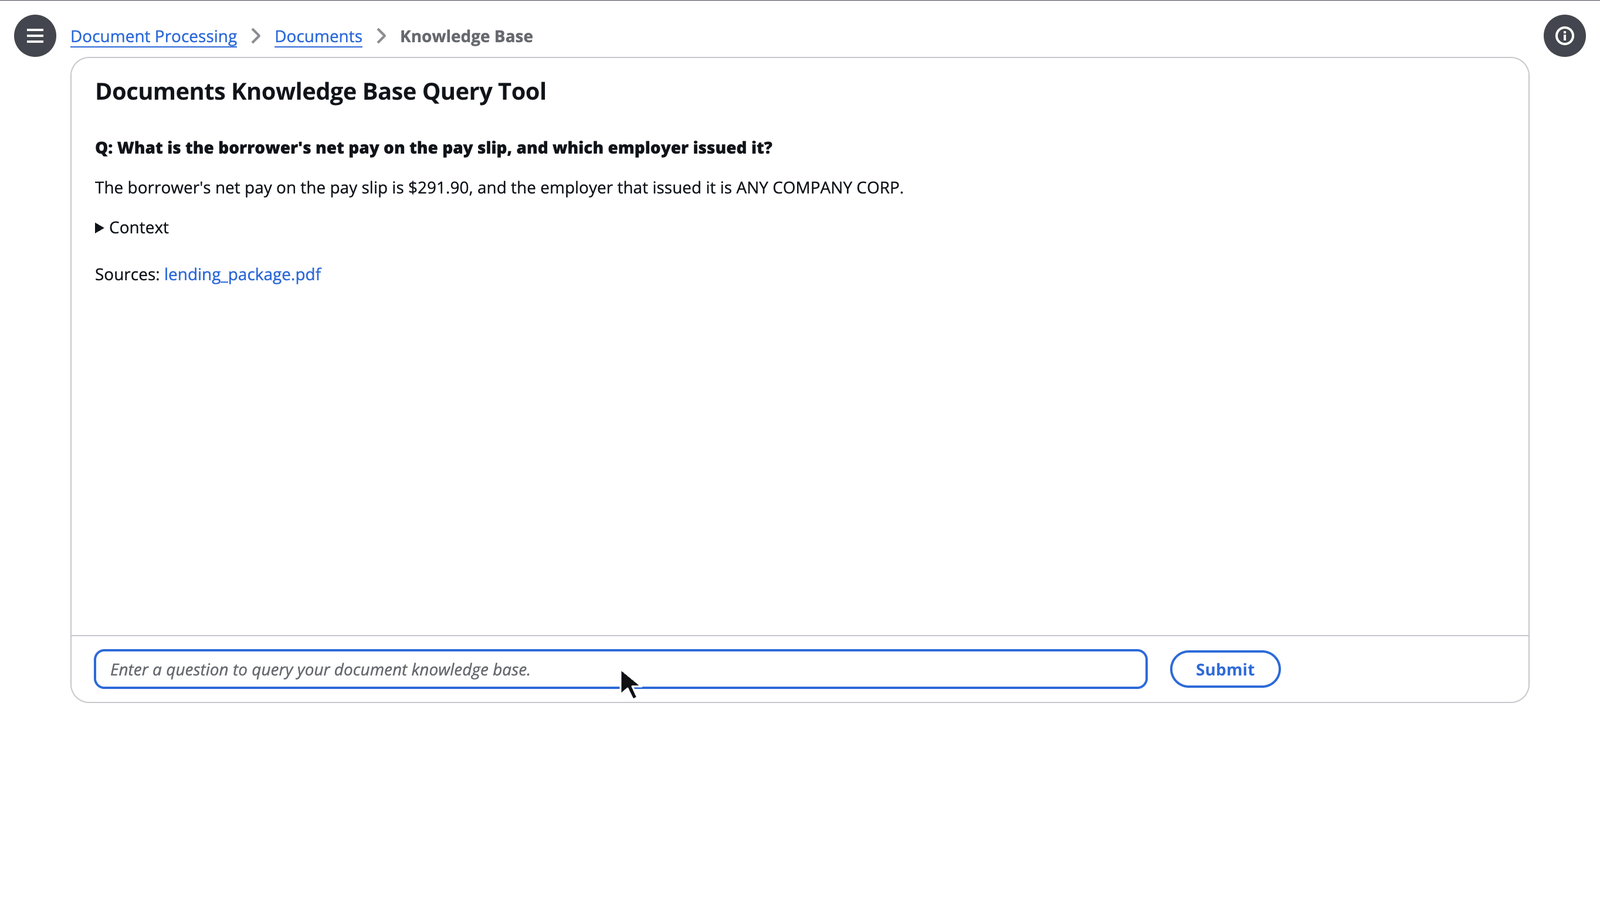 Document Processing > Documents > Knowledge Base
Documents Knowledge Base Query Tool
Q: What is the borrower's net pay on the pay slip, and which employer issued it?
The borrower's net pay on the pay slip is $291.90, and the employer that issued it is ANY COMPANY CORP.
Context
Sources: lending_package.pdf
Enter a question to query your document knowledge base.
Submit